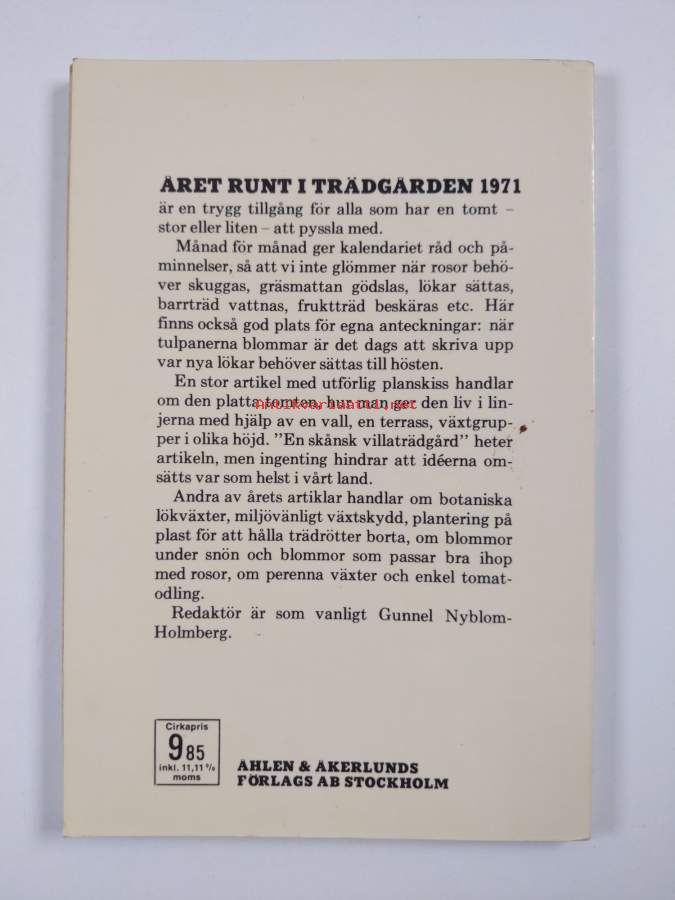 ÅRET RUNT I TRÄDGÅRDEN 1971
är en trygg tillgång för alla som har en tomt –
stor eller liten – att pyssla med.
Månad för månad ger kalendariet råd och på-
minnelser, så att vi inte glömmer när rosor behö-
ver skuggas, gräsmattan gödslas, lökar sättas,
barrträd vattnas, fruktträd beskäras etc. Här
finns också god plats för egna anteckningar: när
tulpanerna blommar är det dags att skriva upp
var nya lökar behöver sättas till hösten.
En stor artikel med utförlig planskiss handlar
om den platta tomten, hur man ger den liv i lin-
Antikvariaatti.net
jerna med hjälp av en vall, en terrass, växtgrup-
per i olika höjd. "En skånsk villaträdgård" heter
artikeln, men ingenting hindrar att idéerna om-
sätts var som helst i vårt land.
Andra av årets artiklar handlar om botaniska
lökväxter, miljövänligt växtskydd, plantering på
plast för att hålla trädrötter borta, om blommor
under snön och blommor som passar bra ihop
med rosor, om perenna växter och enkel tomat-
odling.
Redaktör är som vanligt Gunnel Nyblom-
Holmberg.
Cirkapris
9 85
inkl. 11,11 %
moms
ÅHLEN & ÅKERLUNDS
FÖRLAGS AB STOCKHOLM